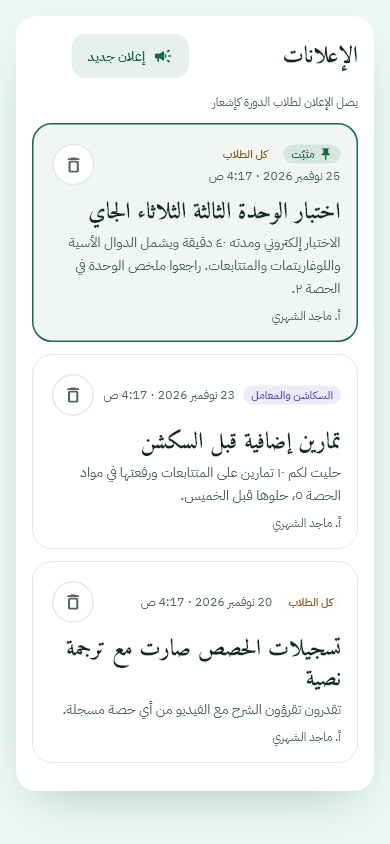 الإعلانات
إعلان جديد
يصل الإعلان لطلاب الدورة كإشعار
مثبّت
كل الطلاب
25 نوفمبر 2026 · 4:17 ص
اختبار الوحدة الثالثة الثلاثاء الجاي
الاختبار إلكتروني ومدته ٤٠ دقيقة ويشمل الدوال الأسية
واللوغاريتمات والمتتابعات. راجعوا ملخص الوحدة في
الحصة ٢.
أ. ماجد الشهري
السكاشن والمعامل
23 نوفمبر 2026 · 4:17 ص
تمارين إضافية قبل السكشن
حليت لكم ١٠ تمارين على المتتابعات ورفعتها في مواد
الحصة ٥، حلوها قبل الخميس.
أ. ماجد الشهري
كل الطلاب
20 نوفمبر 2026 · 4:17 ص
تسجيلات الحصص صارت مع ترجمة
نصية
تقدرون تقرؤون الشرح مع الفيديو من أي حصة مسجلة.
أ. ماجد الشهري